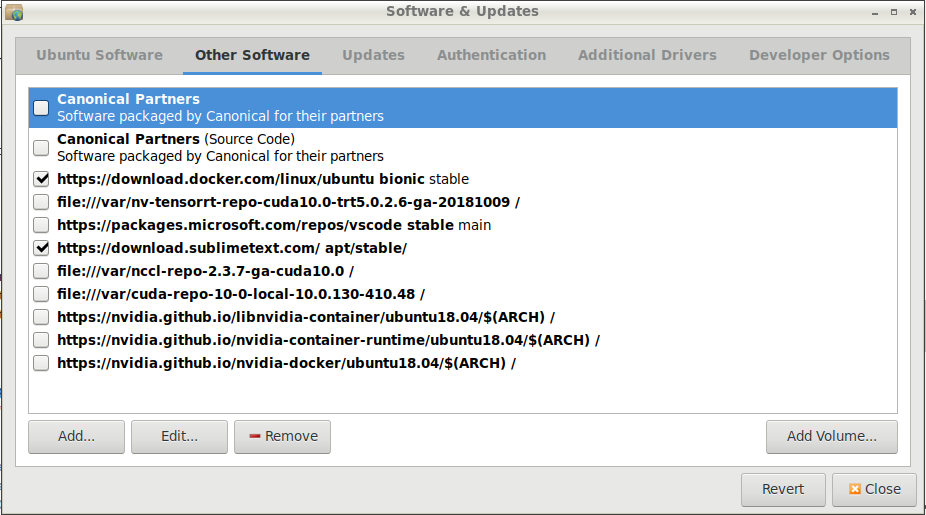 Software & Updates
Ubuntu Software Other Software Updates Authentication Additional Drivers Developer Options
Canonical Partners
Software packaged by Canonical for their partners
Canonical Partners (Source Code)
Software packaged by Canonical for their partners
https://download.docker.com/linux/ubuntu bionic stable
file:///var/nv-tensorrt-repo-cuda10.0-trt5.0.2.6-ga-20181009 /
https://packages.microsoft.com/repos/vscode stable main
https://download.sublimetext.com/ apt/stable/
file:///var/nccl-repo-2.3.7-ga-cuda10.0 /
file:///var/cuda-repo-10-0-local-10.0.130-410.48 /
https://nvidia.github.io/libnvidia-container/ubuntu18.04/$(ARCH) /
https://nvidia.github.io/nvidia-container-runtime/ubuntu18.04/$(ARCH) /
https://nvidia.github.io/nvidia-docker/ubuntu18.04/$(ARCH) /
Add... Edit... Remove Add Volume...
Revert Close